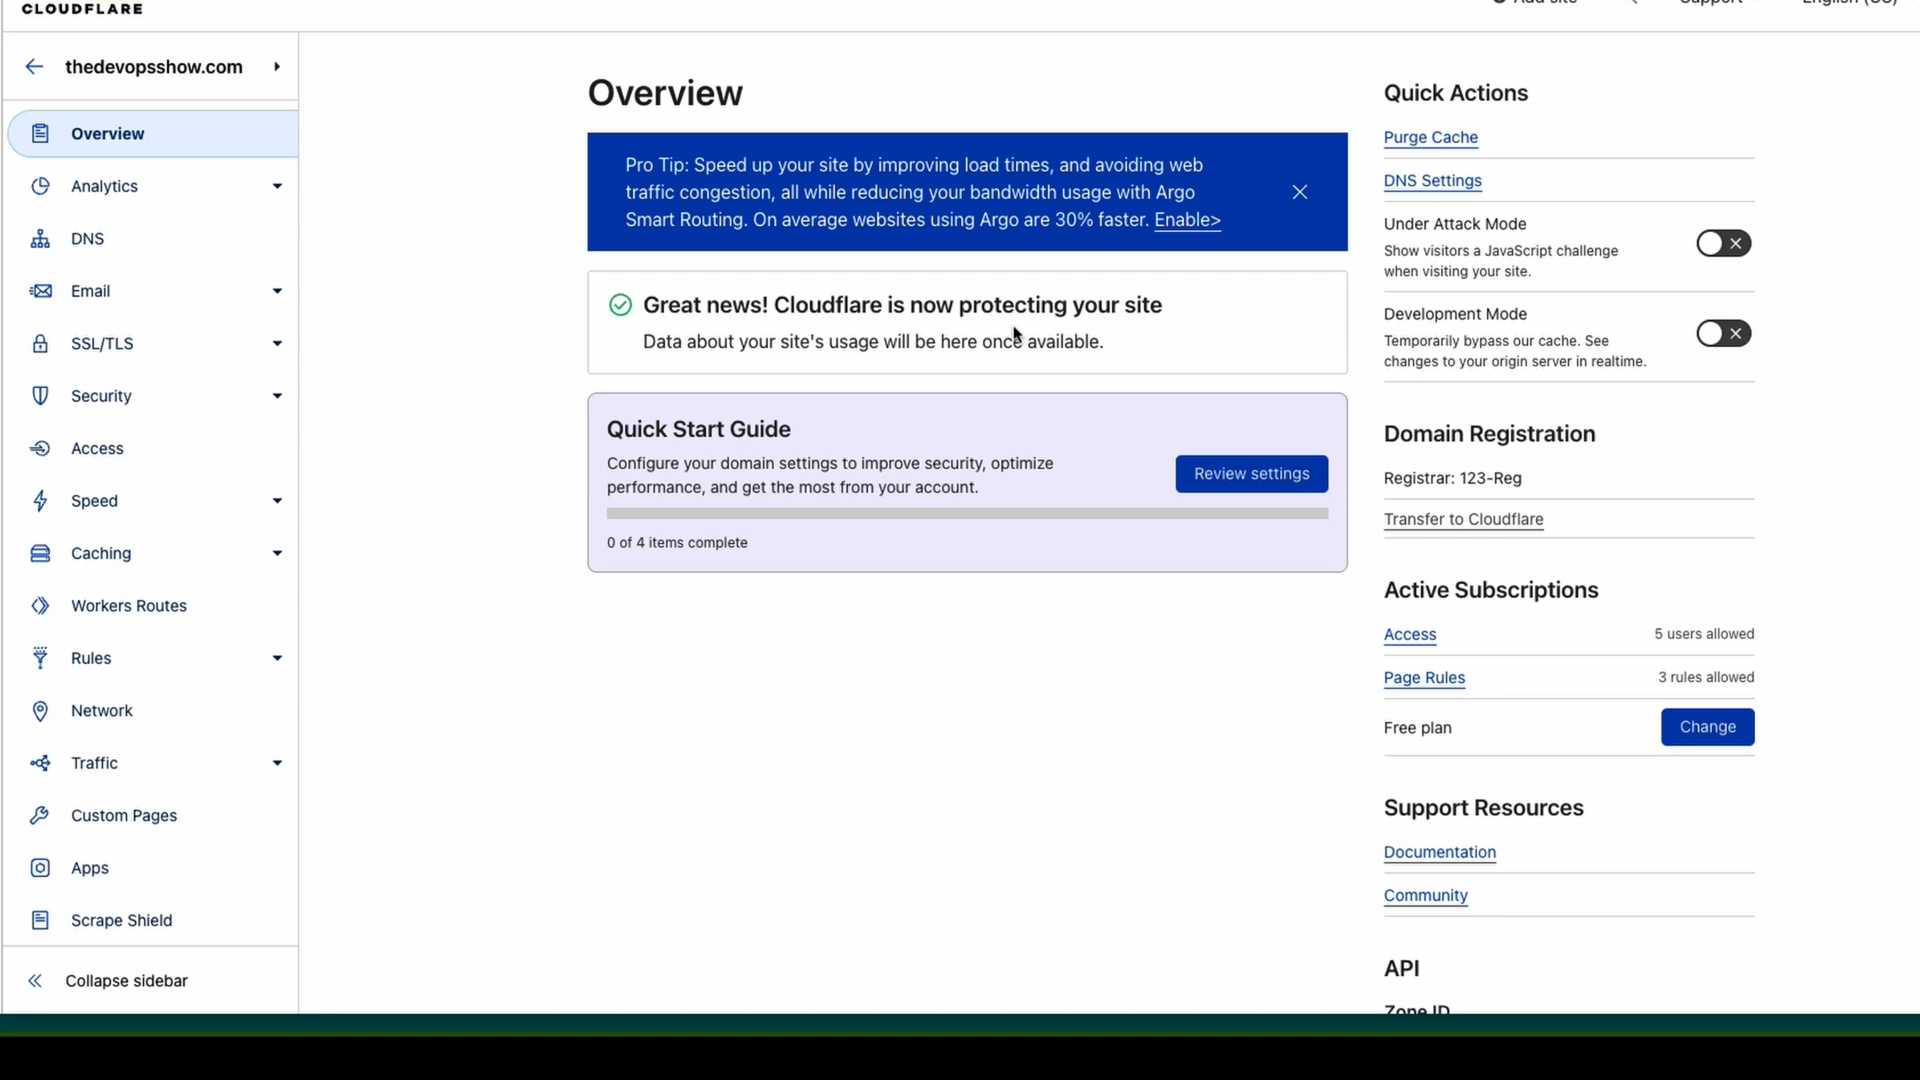 CLOUDFLARE
Add site
Support
English (US)
thedevopsshow.com
Overview
Analytics
DNS
Email
SSL/TLS
Security
Access
Speed
Caching
Workers Routes
Rules
Network
Traffic
Custom Pages
Apps
Scrape Shield
Collapse sidebar
Overview
Pro Tip: Speed up your site by improving load times, and avoiding web
traffic congestion, all while reducing your bandwidth usage with Argo
Smart Routing. On average websites using Argo are 30% faster. Enable>
Great news! Cloudflare is now protecting your site
Data about your site's usage will be here once available.
Quick Start Guide
Configure your domain settings to improve security, optimize
performance, and get the most from your account.
Review settings
0 of 4 items complete
Quick Actions
Purge Cache
DNS Settings
Under Attack Mode
Show visitors a JavaScript challenge
when visiting your site.
Development Mode
Temporarily bypass our cache. See
changes to your origin server in realtime.
Domain Registration
Registrar: 123-Reg
Transfer to Cloudflare
Active Subscriptions
Access 5 users allowed
Page Rules 3 rules allowed
Free plan
Change
Support Resources
Documentation
Community
API
Zone ID